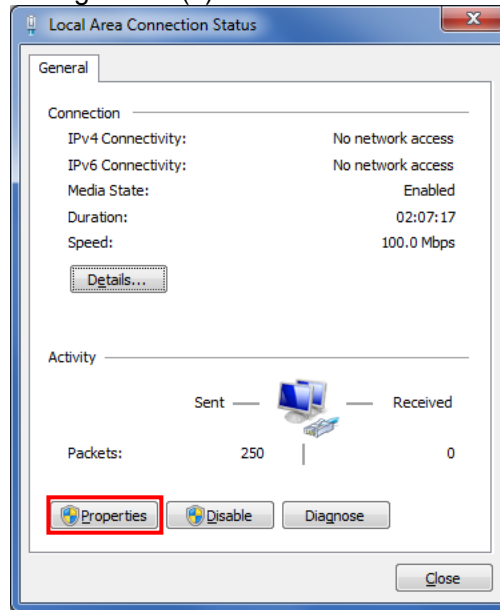 Local Area Connection Status
General
Connection
IPv4 Connectivity: No network access
IPv6 Connectivity: No network access
Media State: Enabled
Duration: 02:07:17
Speed: 100.0 Mbps
Details...
Activity
Sent — — Received
Packets: 250 | 0
Properties Disable Diagnose
Close